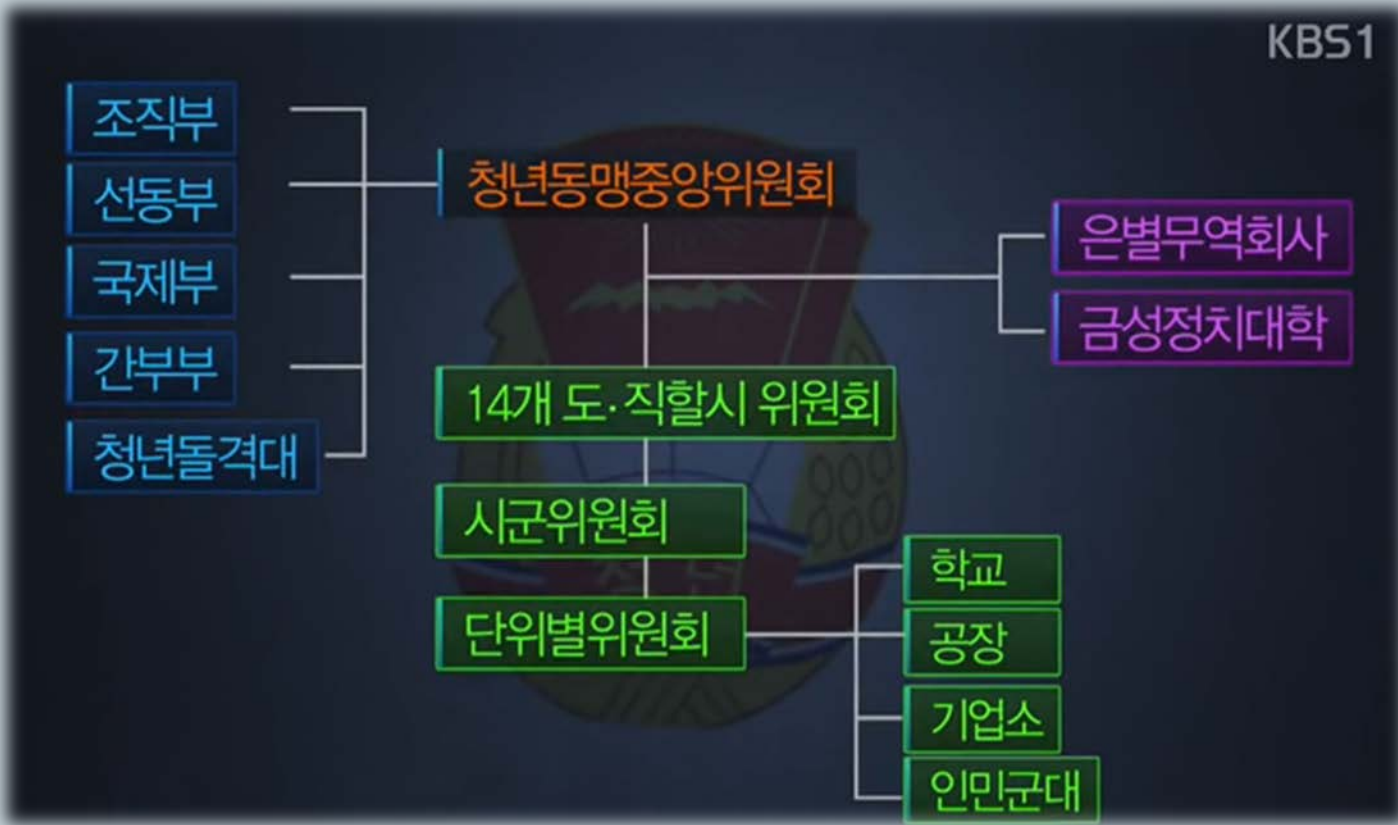 KBS1
조직부
선동부
국제부
간부부
청년돌격대
청년동맹중앙위원회
은별무역회사
금성정치대학
14개 도·직할시 위원회
시군위원회
단위별위원회
학교
공장
기업소
인민군대